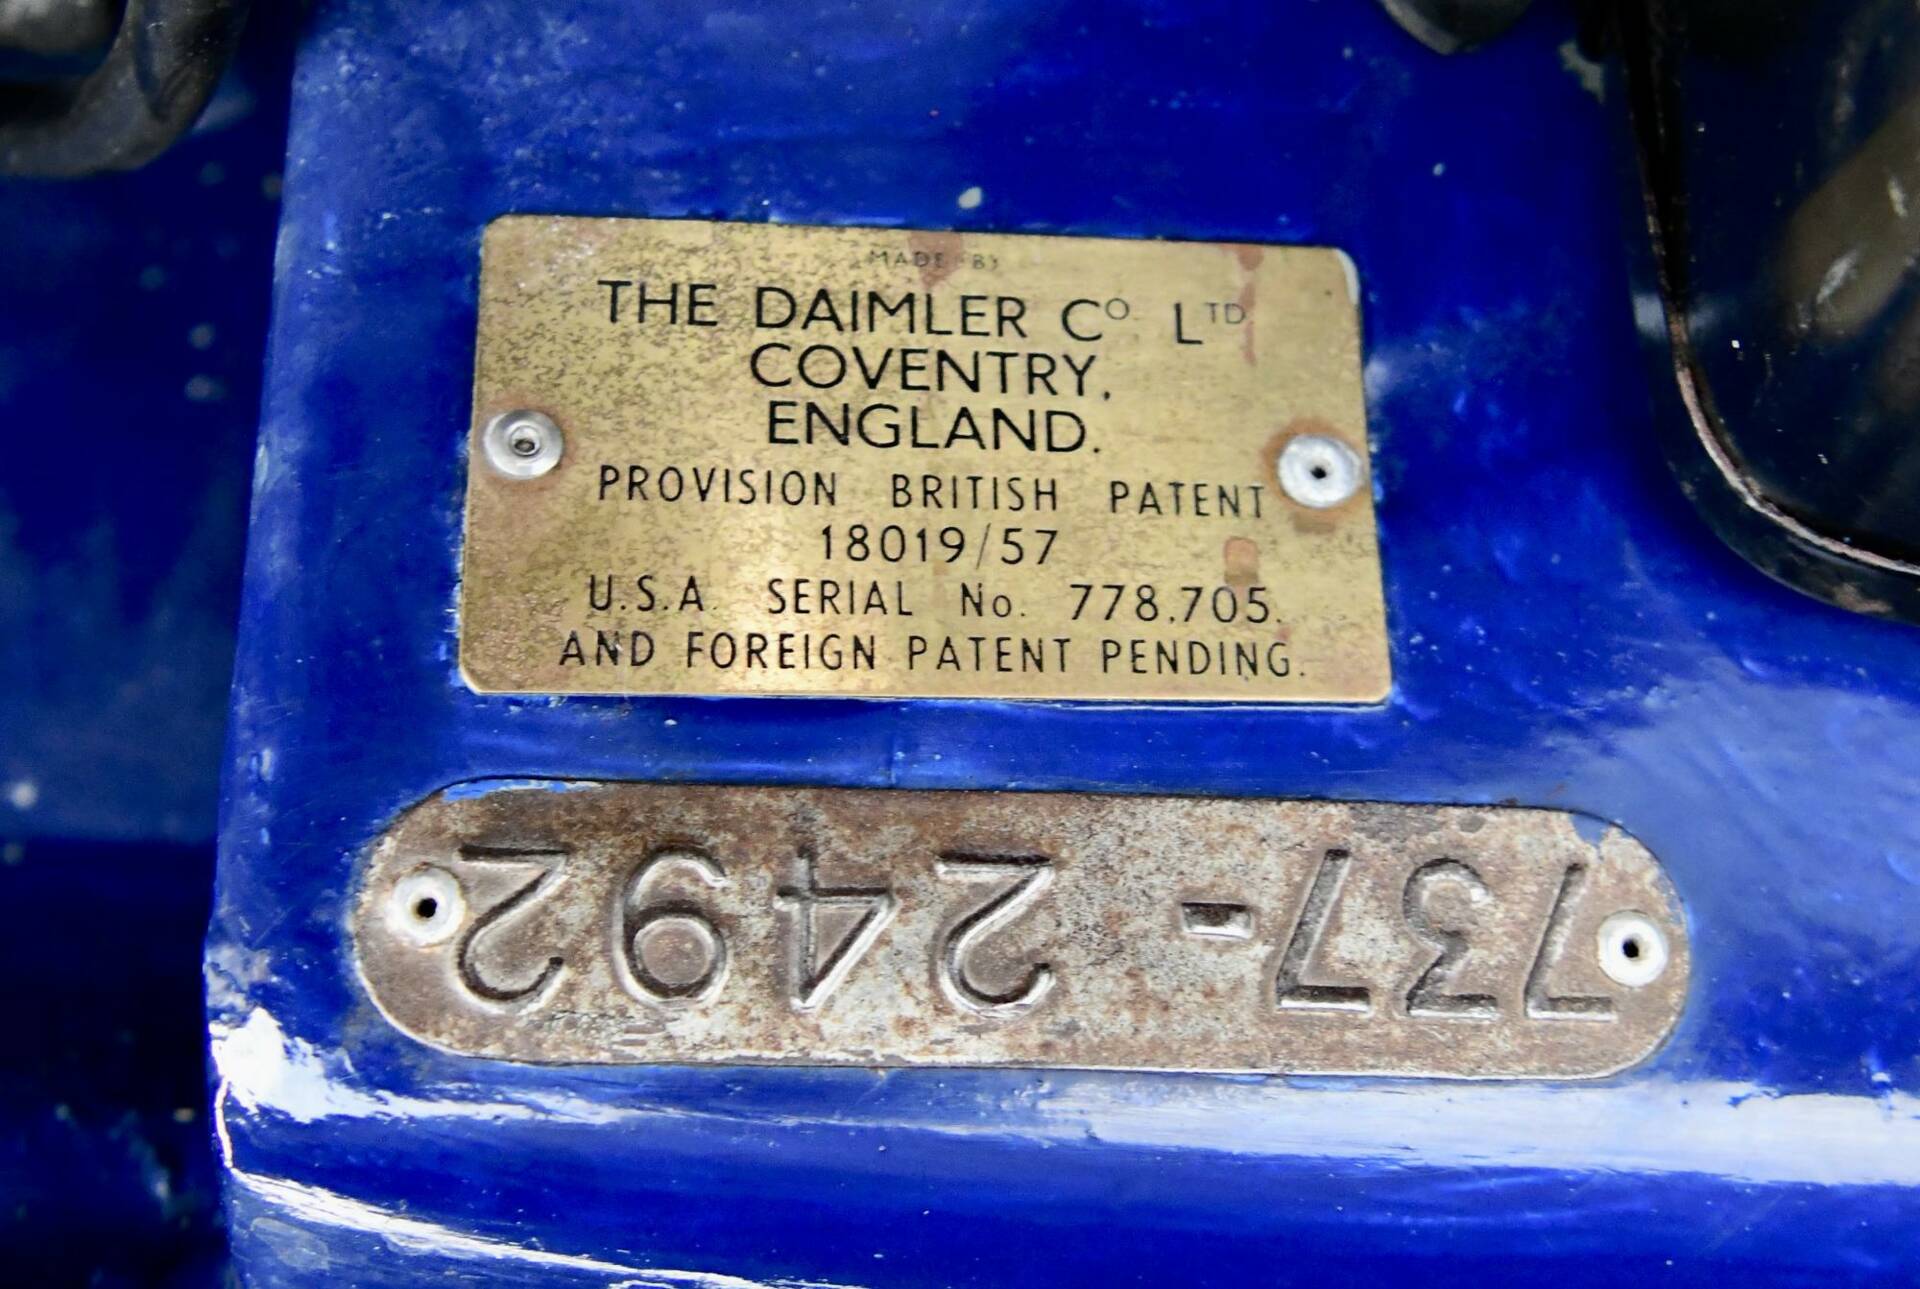 MADE BY
THE DAIMLER Cº. LTD
COVENTRY,
ENGLAND.
PROVISION BRITISH PATENT
18019/57
U.S.A. SERIAL No. 778,705.
AND FOREIGN PATENT PENDING.
737-2492